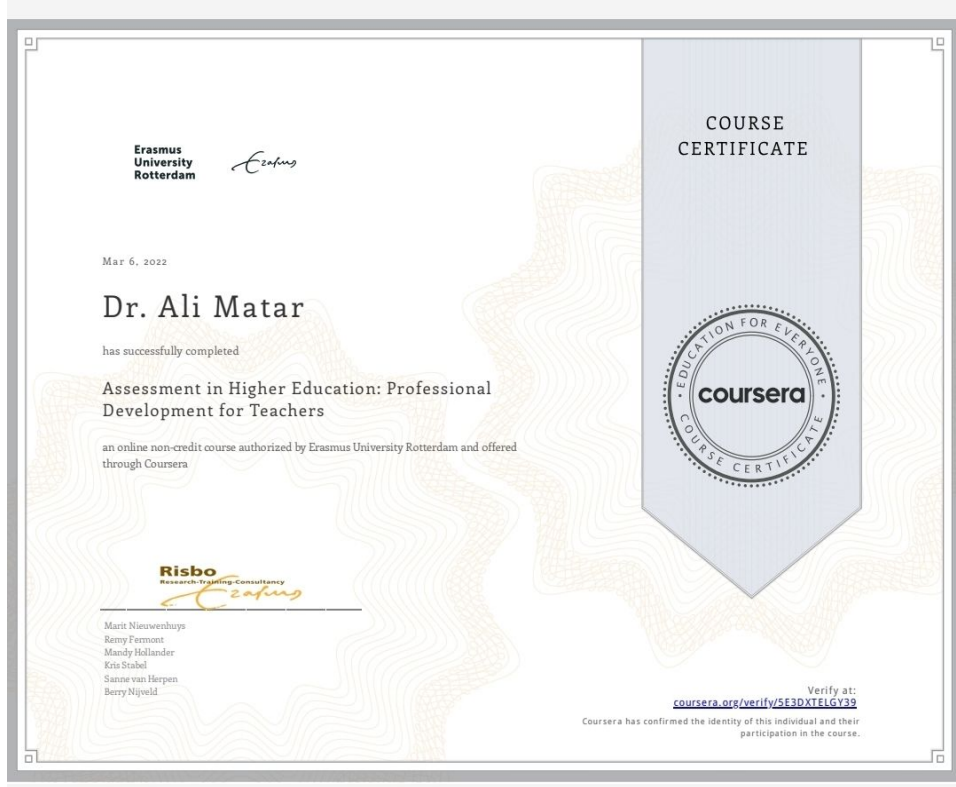 Erasmus
University
Rotterdam
Erasmus
COURSE
CERTIFICATE
Mar 6, 2022
Dr. Ali Matar
has successfully completed
Assessment in Higher Education: Professional
Development for Teachers
an online non-credit course authorized by Erasmus University Rotterdam and offered
through Coursera
EDUCATION FOR EVERYONE
coursera
COURSE CERTIFICATE
Risbo
Research-Training-Consultancy
Erasmus
Marit Nieuwenhuys
Remy Fermont
Mandy Hollander
Kris Stabel
Sanne van Herpen
Berry Nijveld
Verify at:
coursera.org/verify/5E3DXTELGY39
Coursera has confirmed the identity of this individual and their
participation in the course.